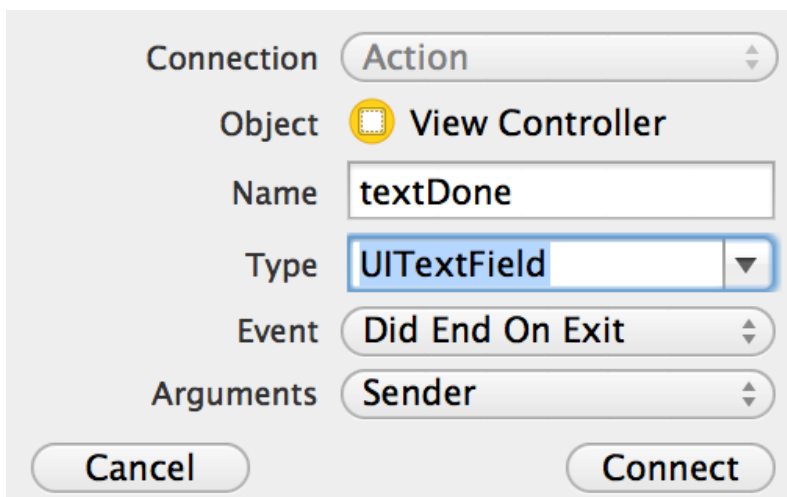 Connection Action
Object View Controller
Name textDone
Type UITextField
Event Did End On Exit
Arguments Sender
Cancel Connect